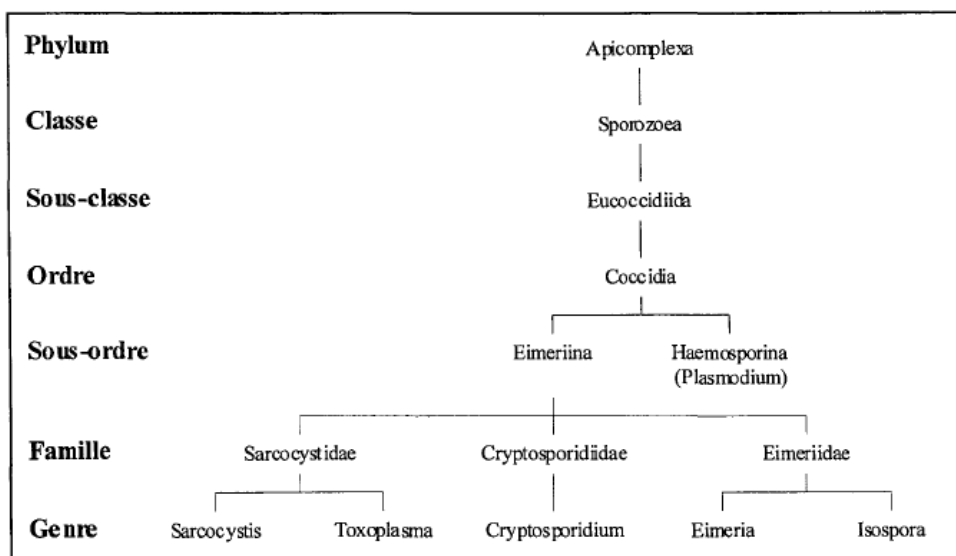 Phylum Apicomplexa
Classe Sporozoea
Sous-classe Eucoccidiida
Ordre Coccidia
Sous-ordre Eimeriina Haemosporina
(Plasmodium)
Famille Sarcocystidae Cryptosporidiidae Eimeriidae
Genre Sarcocystis Toxoplasma Cryptosporidium Eimeria Isospora